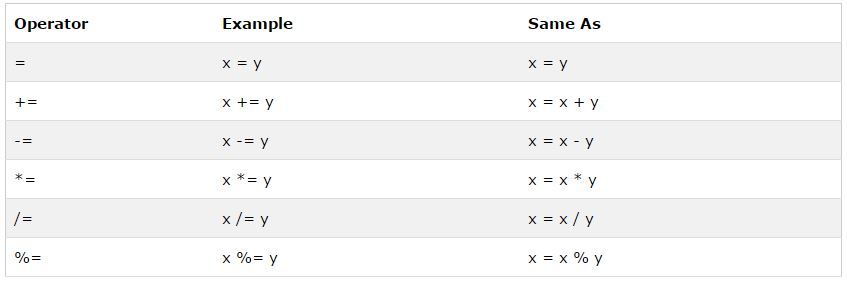 Operator Example Same As
= x = y x = y
+= x += y x = x + y
-= x -= y x = x - y
*= x *= y x = x * y
/= x /= y x = x / y
%= x %= y x = x % y